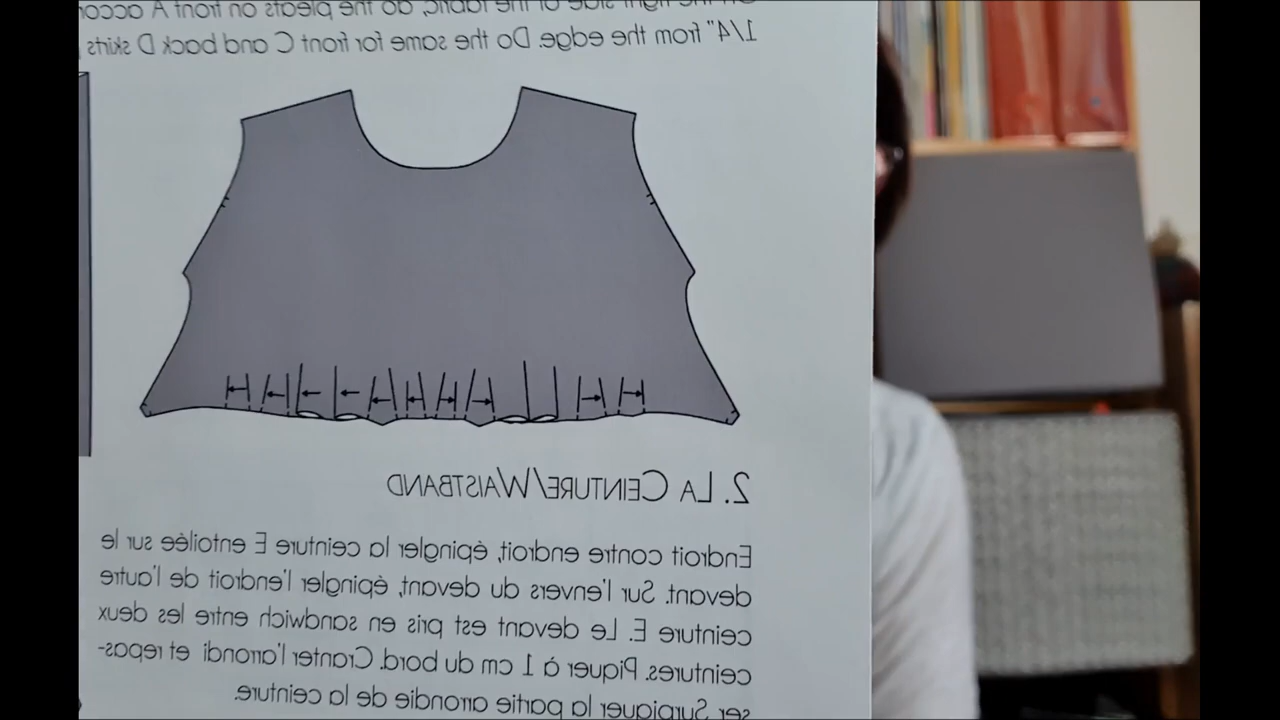 the right side of the fabric, do the pleats on front A accor
1/4" from the edge. Do the same for front C and back D skirts
2. LA CEINTURE/WAISTBAND
Endroit contre endroit, épingler la ceinture E entoilée sur le
devant. Sur l'envers du devant, épingler l'endroit de l'autre
ceinture E. Le devant est pris en sandwich entre les deux
ceintures. Piquer à 1 cm du bord. Cranter l'arrondi et repas-
ser Surpiquer la partie arrondie de la ceinture.